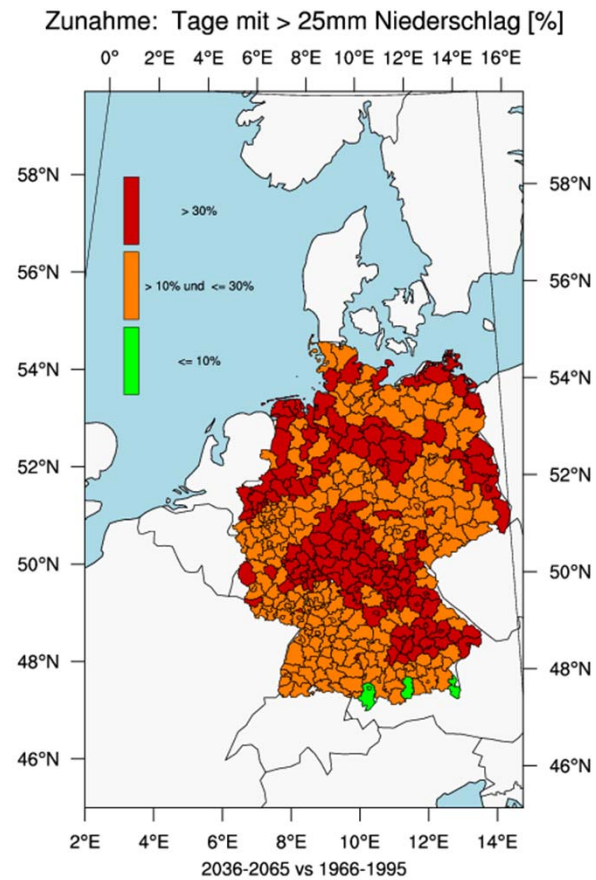 Zunahme: Tage mit > 25mm Niederschlag [%]
0° 2°E 4°E 6°E 8°E 10°E 12°E 14°E 16°E
58°N 58°N
> 30%
56°N 56°N
> 10% und <= 30%
<= 10%
54°N 54°N
52°N 52°N
50°N 50°N
48°N 48°N
46°N 46°N
2°E 4°E 6°E 8°E 10°E 12°E 14°E
2036-2065 vs 1966-1995